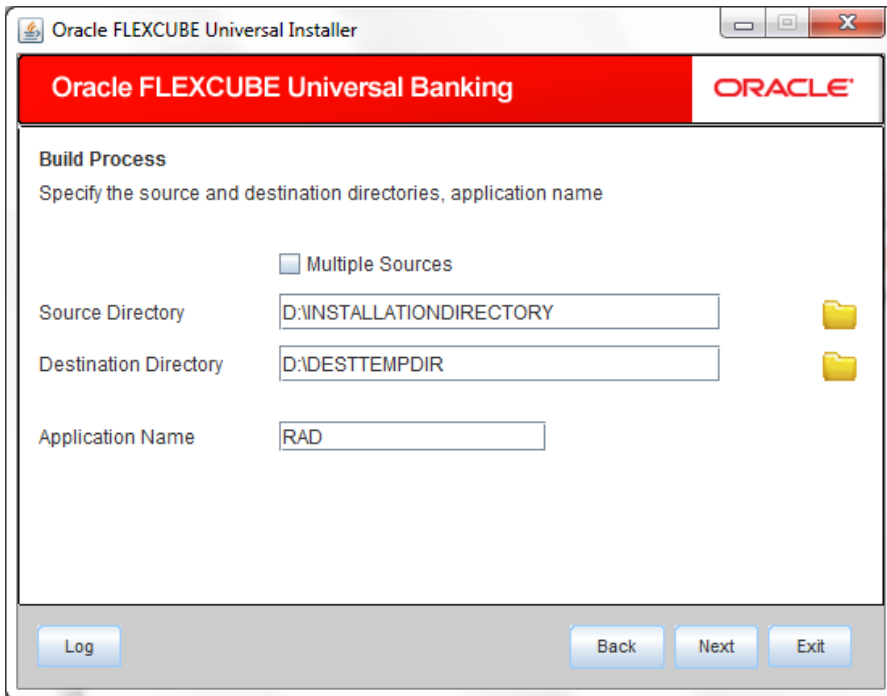 Oracle FLEXCUBE Universal Installer
Oracle FLEXCUBE Universal Banking
ORACLE®
Build Process
Specify the source and destination directories, application name
Multiple Sources
Source Directory D:\INSTALLATIONDIRECTORY
Destination Directory D:\DESTTEMPDIR
Application Name RAD
Log Back Next Exit